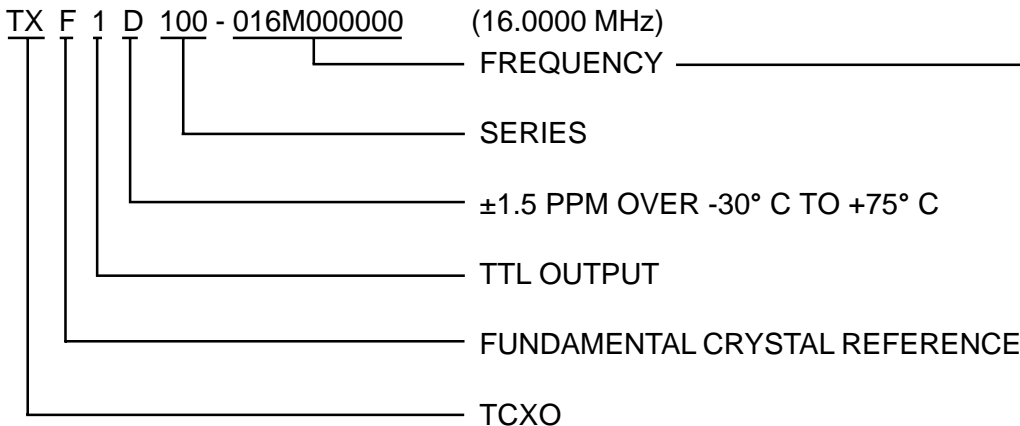 TX F 1 D 100 - 016M000000 (16.0000 MHz)
FREQUENCY
SERIES
±1.5 PPM OVER -30° C TO +75° C
TTL OUTPUT
FUNDAMENTAL CRYSTAL REFERENCE
TCXO